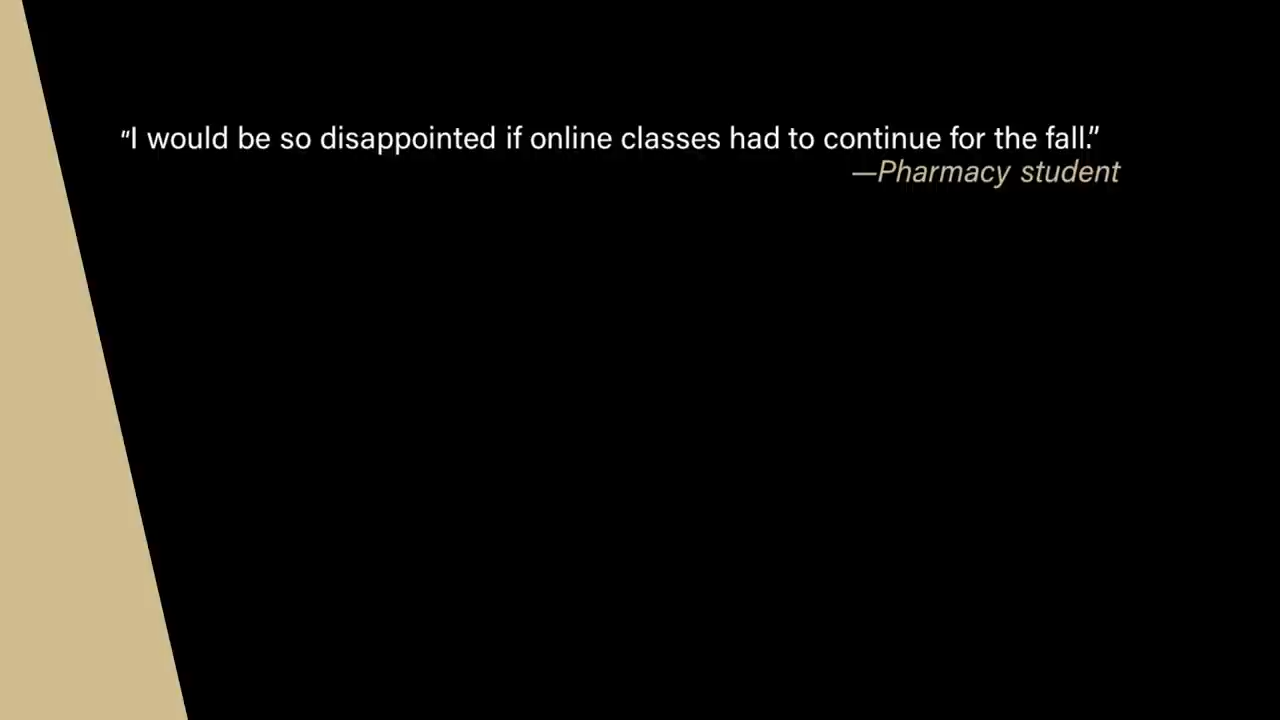 “I would be so disappointed if online classes had to continue for the fall.”
—Pharmacy student